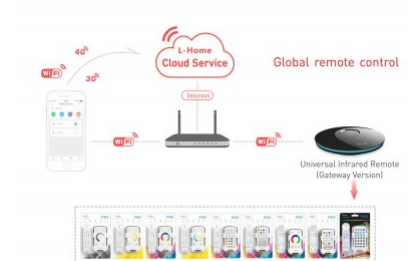 4G
L-Home
Cloud Service
Global remote control
WiFi
3G
Internet
WiFi
WiFi
Universal Infrared Remote
(Gateway Version)